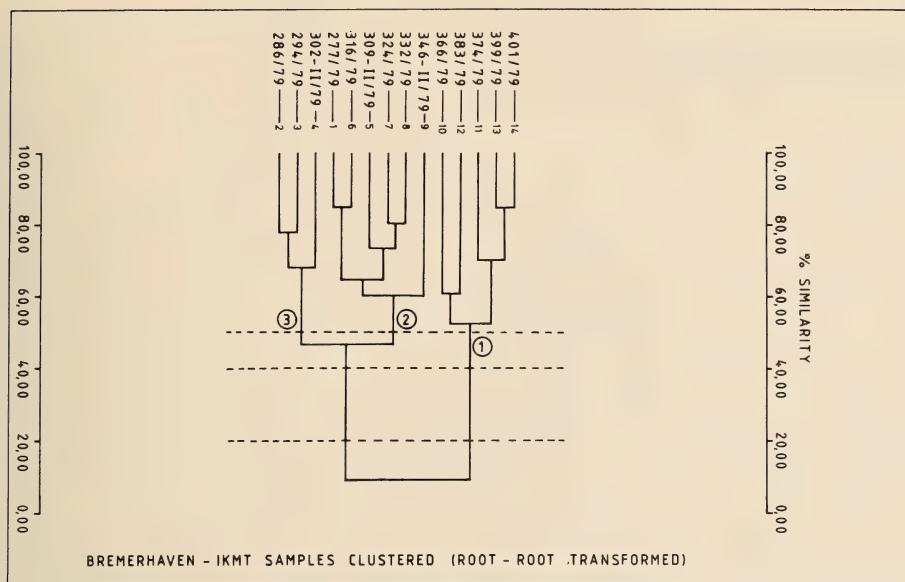 286/79 — 2
294/79 — 3
302-II/79-4
277/79 — 1
316/79 — 6
309-II/79-5
324/79 — 7
332/79 — 8
346-II/79-9
366/79 — 10
383/79 — 12
374/79 — 11
399/79 — 13
401/79 — 14
100,00
80,00
60,00
40,00
20,00
0,00
100,00
80,00
60,00
40,00
20,00
0,00
% SIMILARITY
3
2
1
BREMERHAVEN - IKMT SAMPLES CLUSTERED (ROOT - ROOT TRANSFORMED)